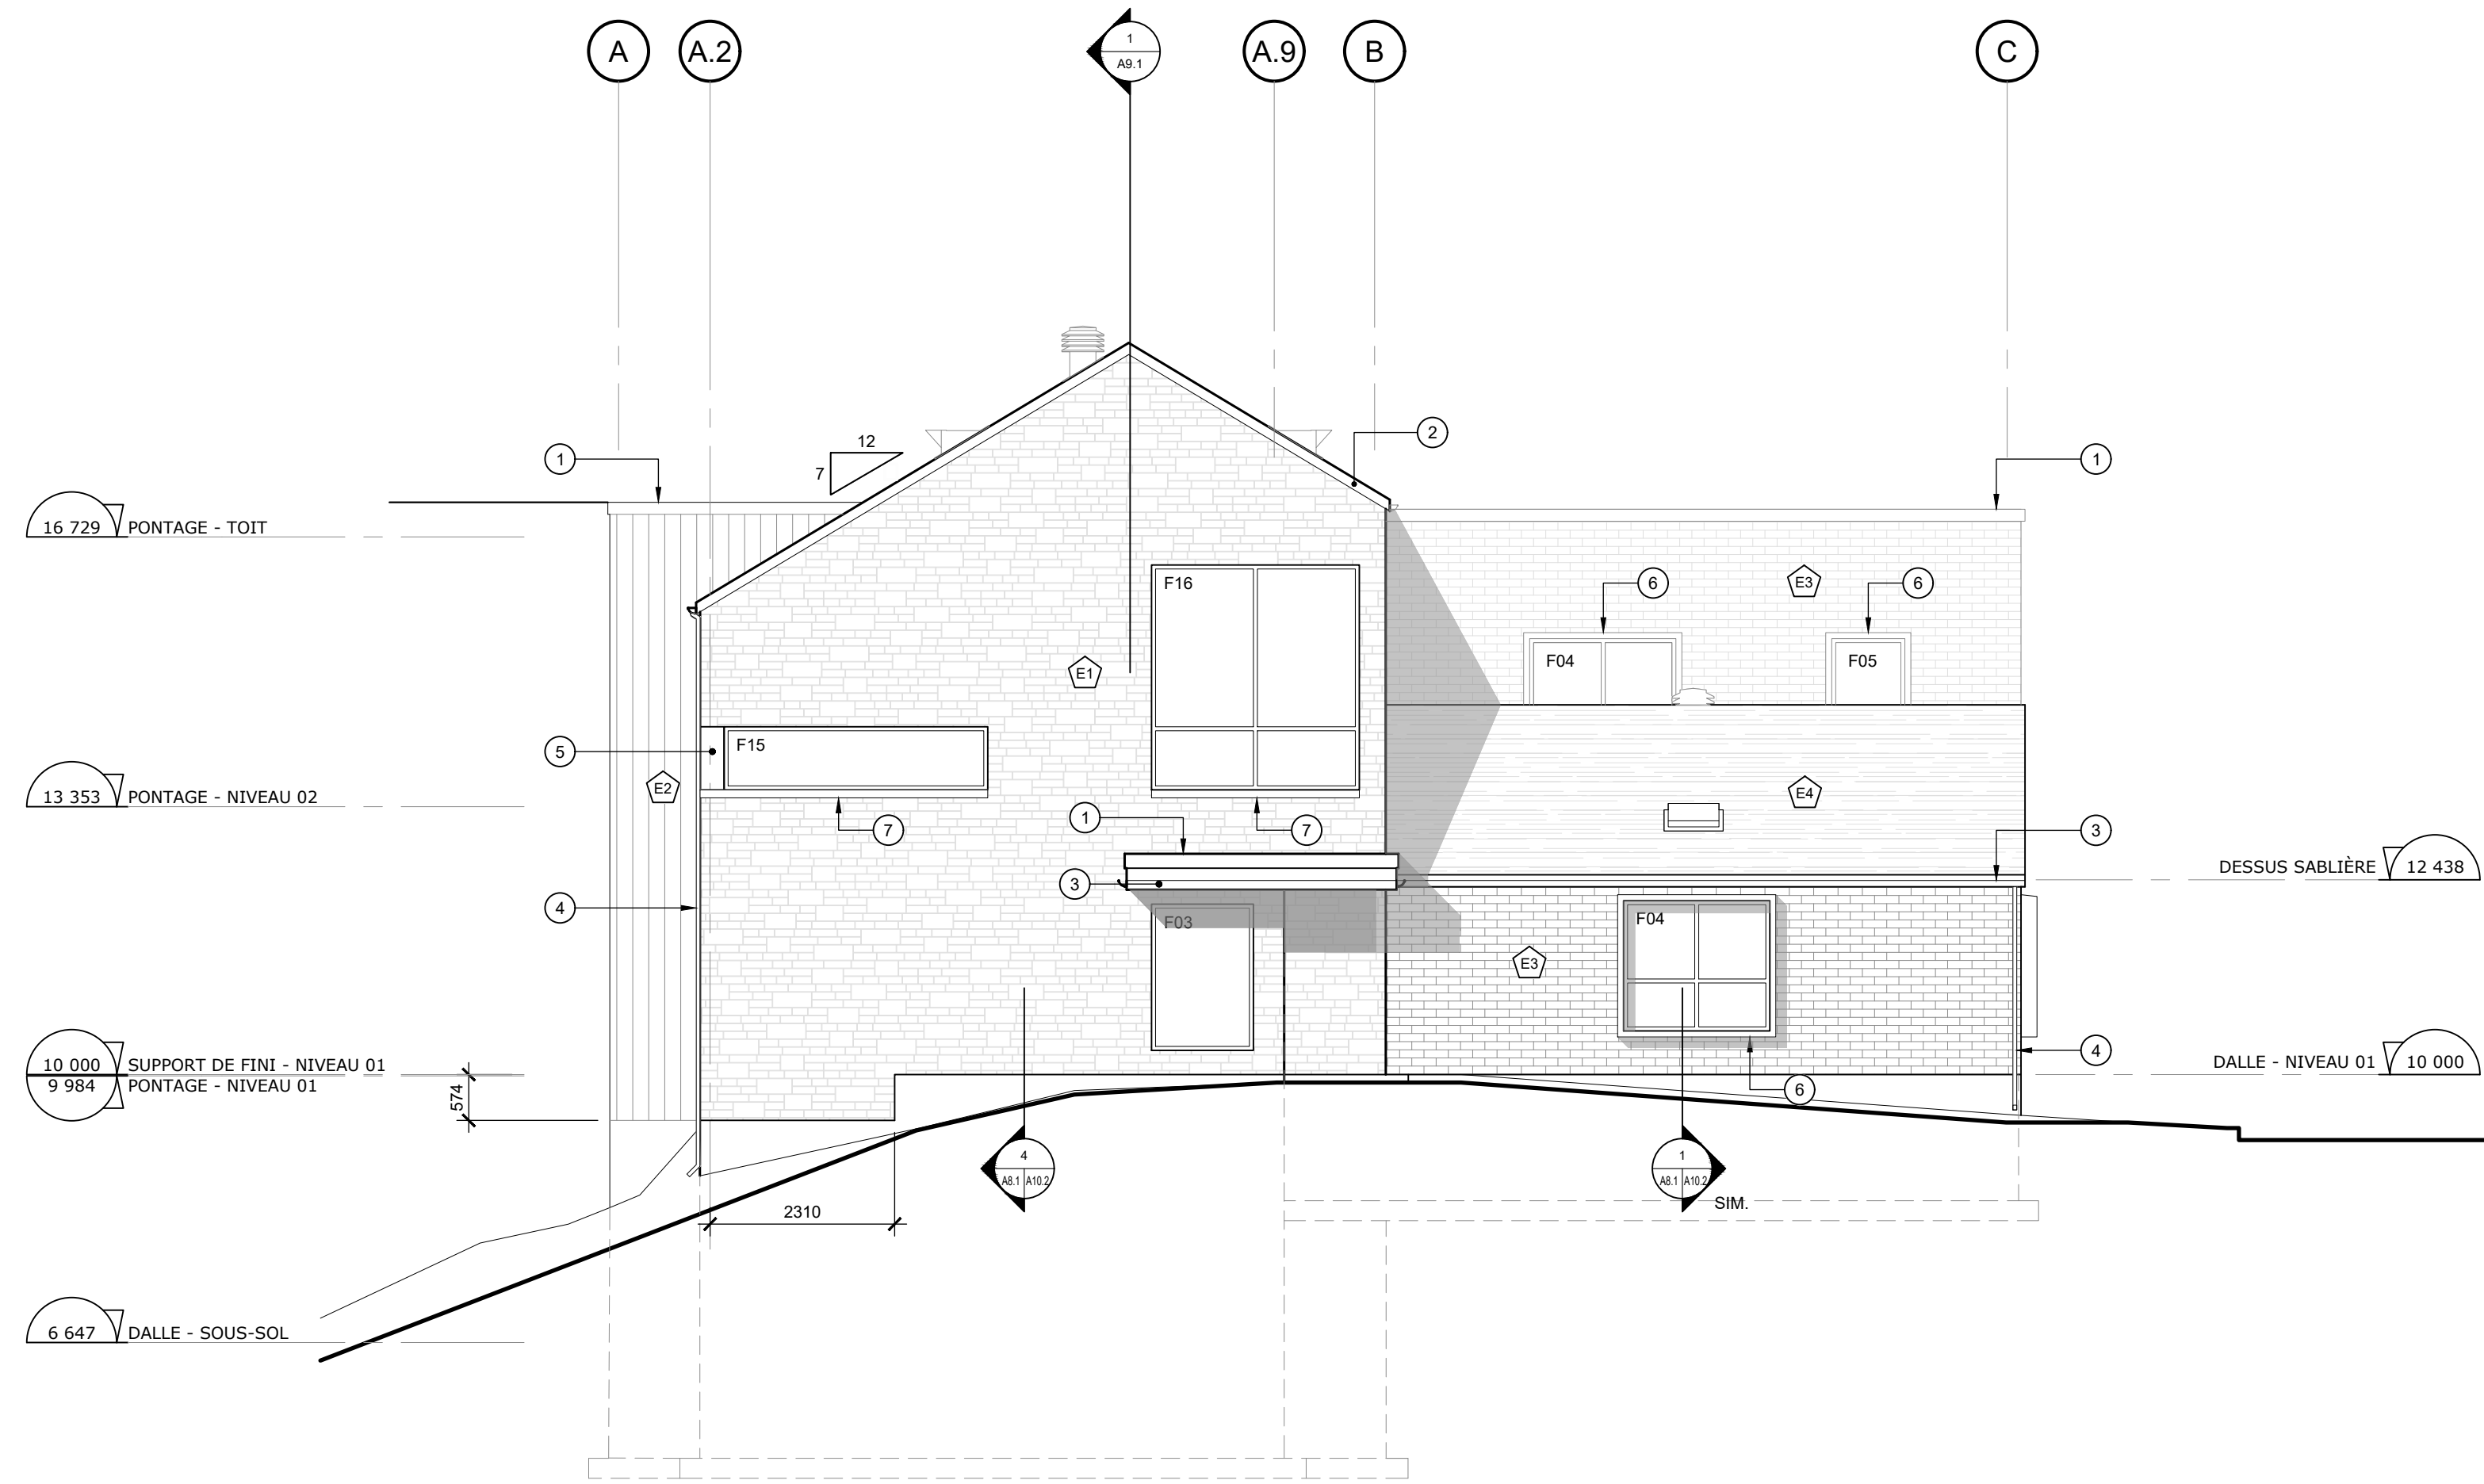 A
A.2
1
A9.1
A.9
B
C
12
7
2
1
1
16 729 PONTAGE - TOIT
F16
6
E3
6
E1
F04
F05
5
F15
E2
13 353 PONTAGE - NIVEAU 02
E4
7
1
7
3
DESSUS SABLIÈRE 12 438
3
4
F03
F04
E3
4
10 000 SUPPORT DE FINI - NIVEAU 01
9 984 PONTAGE - NIVEAU 01
DALLE - NIVEAU 01 10 000
574
6
4
A8.1 A10.2
1
A8.1 A10.2
SIM.
2310
6 647 DALLE - SOUS-SOL